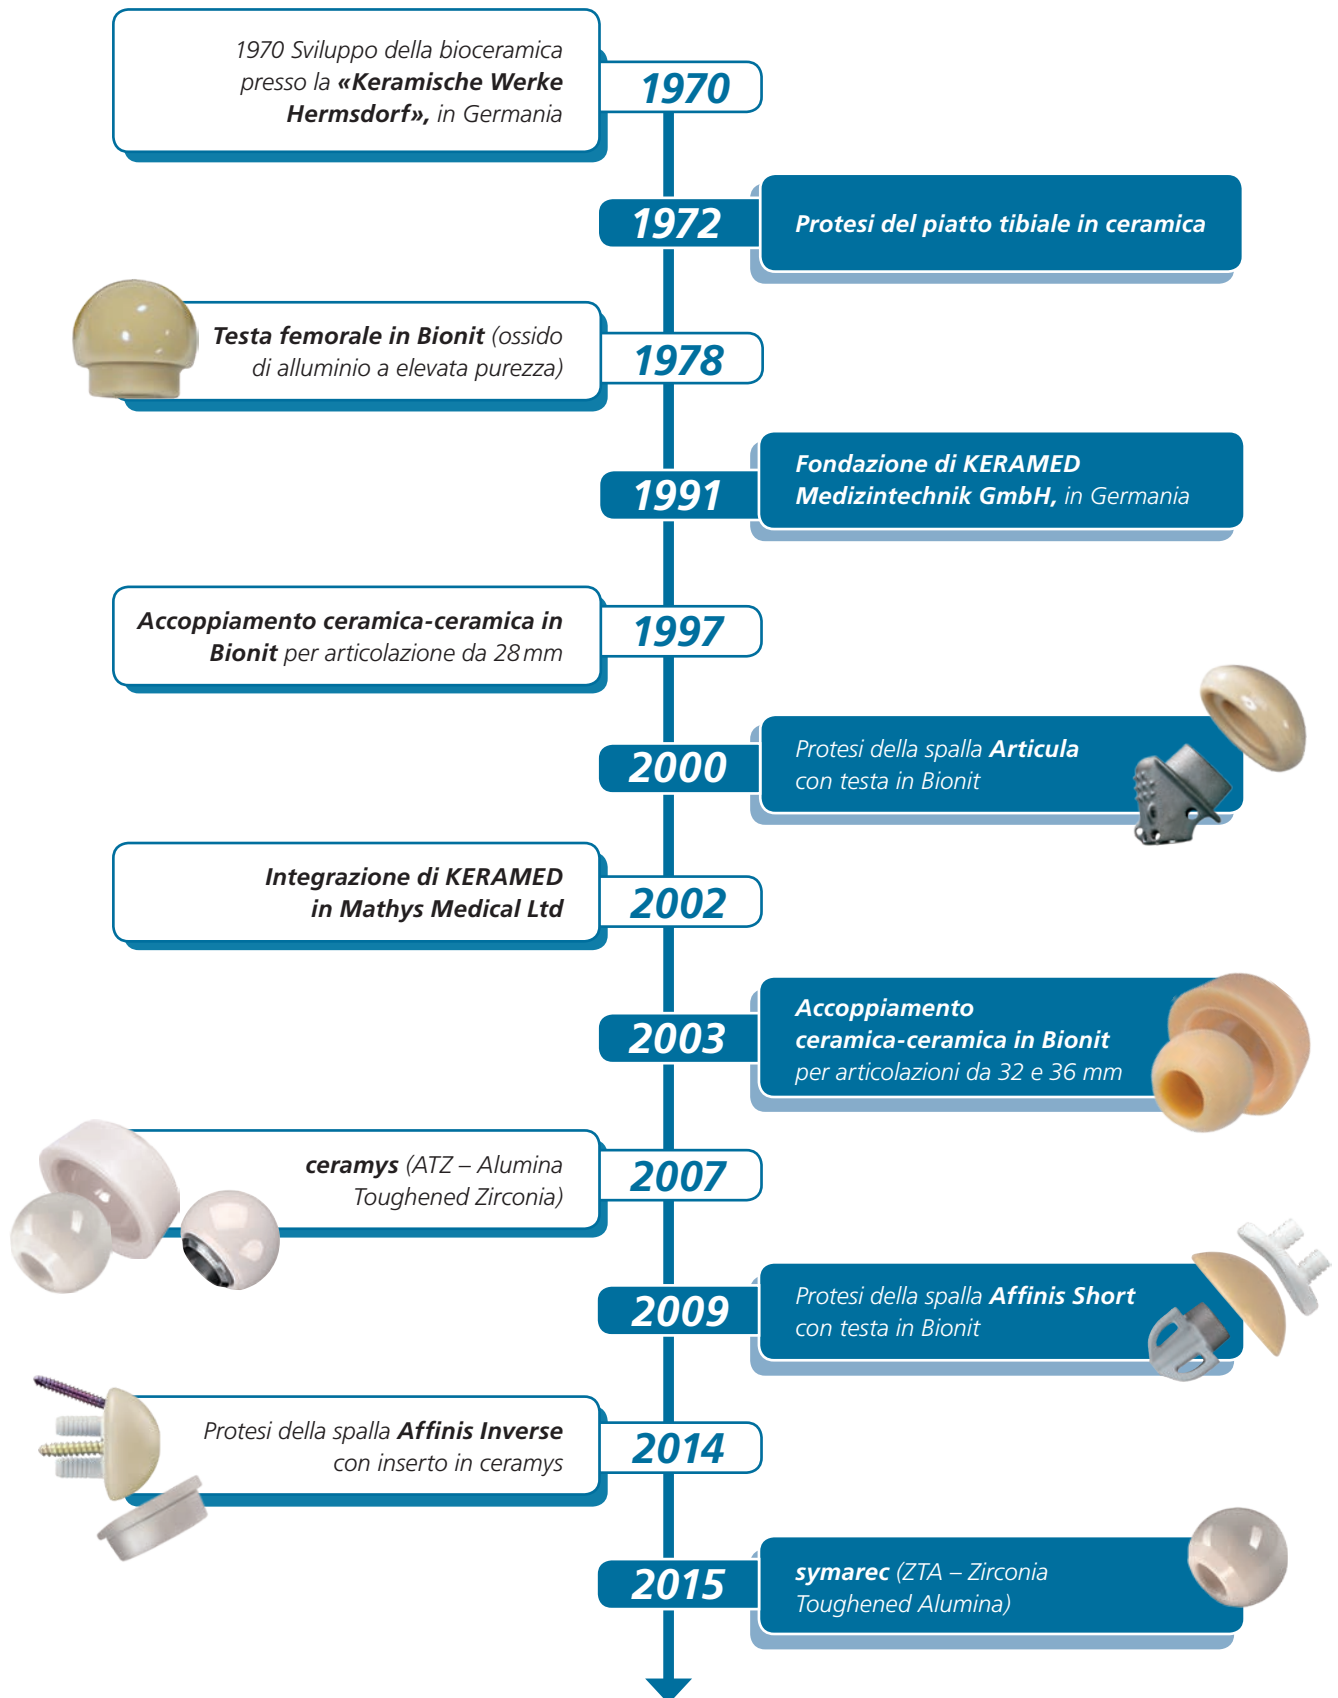 1970 Sviluppo della bioceramica
presso la «Keramische Werke
Hermsdorf», in Germania
1970
1972
Protesi del piatto tibiale in ceramica
Testa femorale in Bionit (ossido
di alluminio a elevata purezza)
1978
1991
Fondazione di KERAMED
Medizintechnik GmbH, in Germania
Accoppiamento ceramica-ceramica in
Bionit per articolazione da 28 mm
1997
2000
Protesi della spalla Articula
con testa in Bionit
Integrazione di KERAMED
in Mathys Medical Ltd
2002
2003
Accoppiamento
ceramica-ceramica in Bionit
per articolazioni da 32 e 36 mm
ceramys (ATZ – Alumina
Toughened Zirconia)
2007
2009
Protesi della spalla Affinis Short
con testa in Bionit
Protesi della spalla Affinis Inverse
con inserto in ceramys
2014
2015
symarec (ZTA – Zirconia
Toughened Alumina)